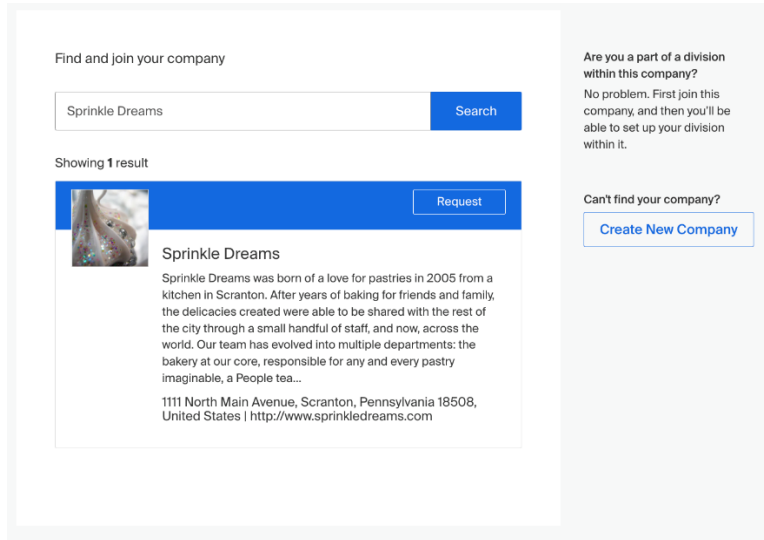 Find and join your company
Sprinkle Dreams
Search
Showing 1 result
Request
Sprinkle Dreams
Sprinkle Dreams was born of a love for pastries in 2005 from a
kitchen in Scranton. After years of baking for friends and family,
the delicacies created were able to be shared with the rest of
the city through a small handful of staff, and now, across the
world. Our team has evolved into multiple departments: the
bakery at our core, responsible for any and every pastry
imaginable, a People tea...
1111 North Main Avenue, Scranton, Pennsylvania 18508,
United States | http://www.sprinkledreams.com
Are you a part of a division
within this company?
No problem. First join this
company, and then you'll be
able to set up your division
within it.
Can't find your company?
Create New Company